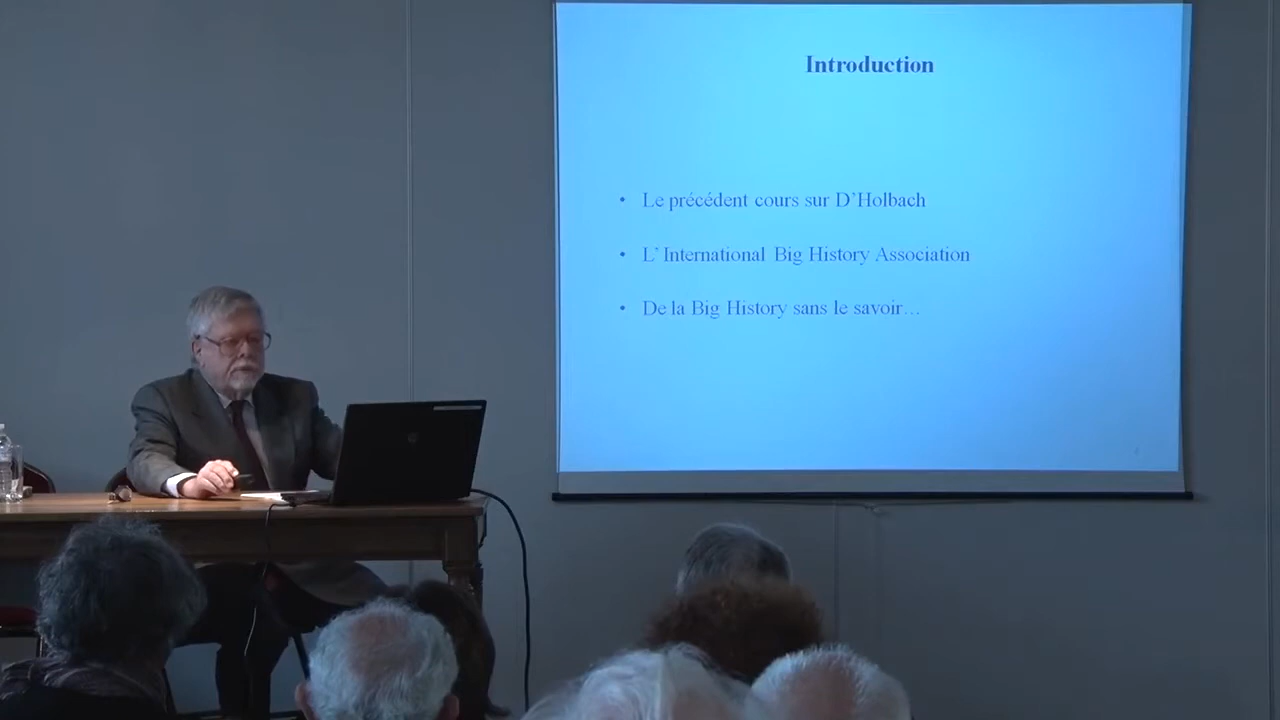 Introduction
• Le précédent cours sur D’Holbach
• L’International Big History Association
• De la Big History sans le savoir…